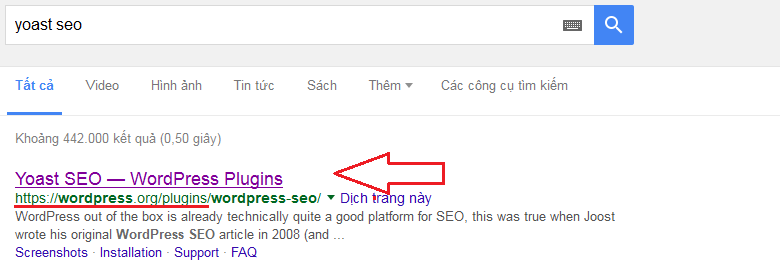 yoast seo
Tất cả Video Hình ảnh Tin tức Sách Thêm Các công cụ tìm kiếm
Khoảng 442.000 kết quả (0,50 giây)
Yoast SEO — WordPress Plugins
https://wordpress.org/plugins/wordpress-seo/ Dịch trang này
WordPress out of the box is already technically quite a good platform for SEO, this was true when Joost
wrote his original WordPress SEO article in 2008 (and ...
Screenshots · Installation · Support · FAQ